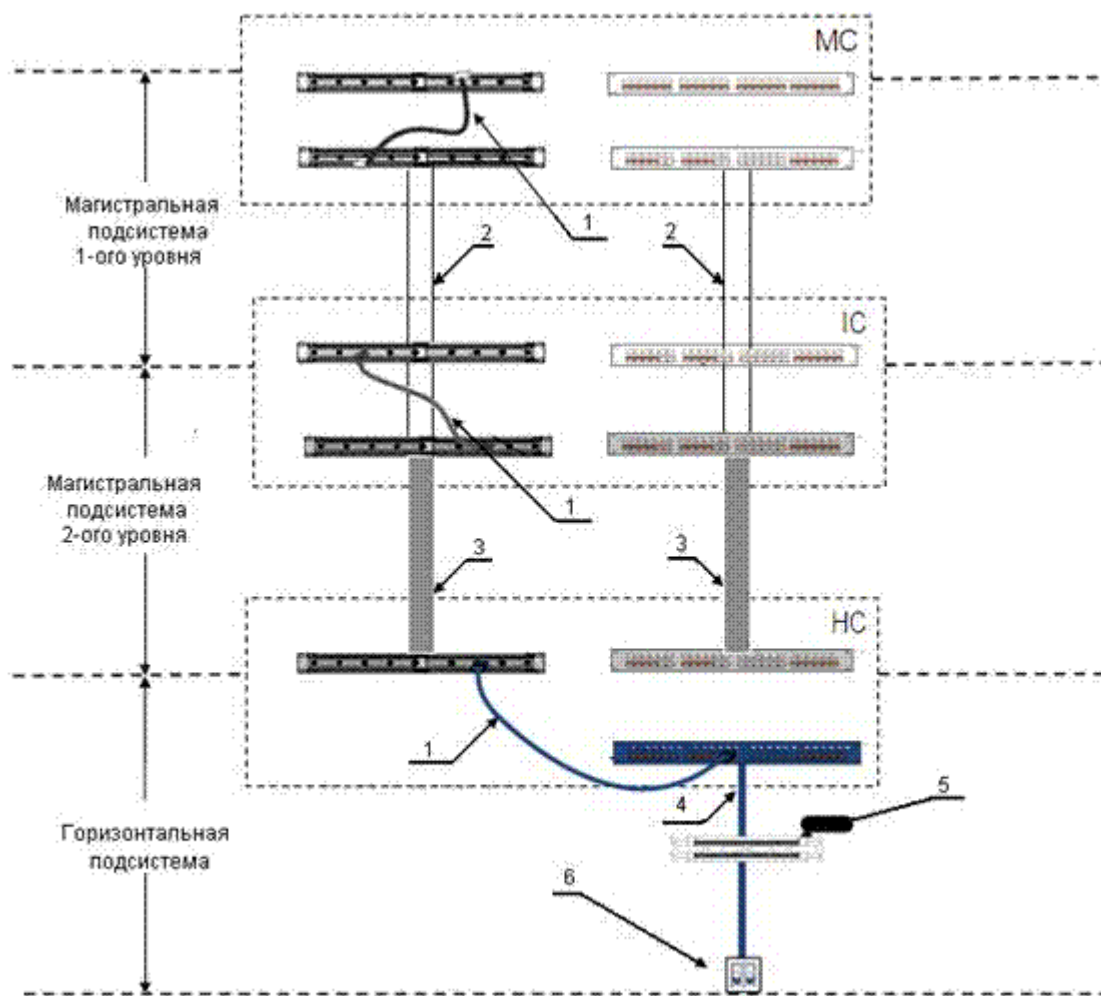 MC
1
Магистральная
подсистема
1-ого уровня
2
2
IC
1
Магистральная
подсистема
2-ого уровня
3
3
HC
1
4
5
Горизонтальная
подсистема
6